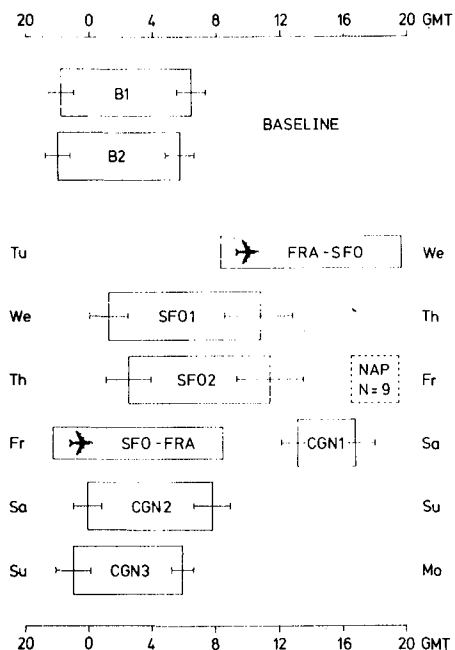 20 0 4 8 12 16 20 GMT
B1
BASELINE
B2
Tu FRA-SFO We
We SFO1 Th
Th SFO2 NAP Fr
N=9
Fr SFO-FRA CGN1 Sa
Sa CGN2 Su
Su CGN3 Mo
20 0 4 8 12 16 20 GMT